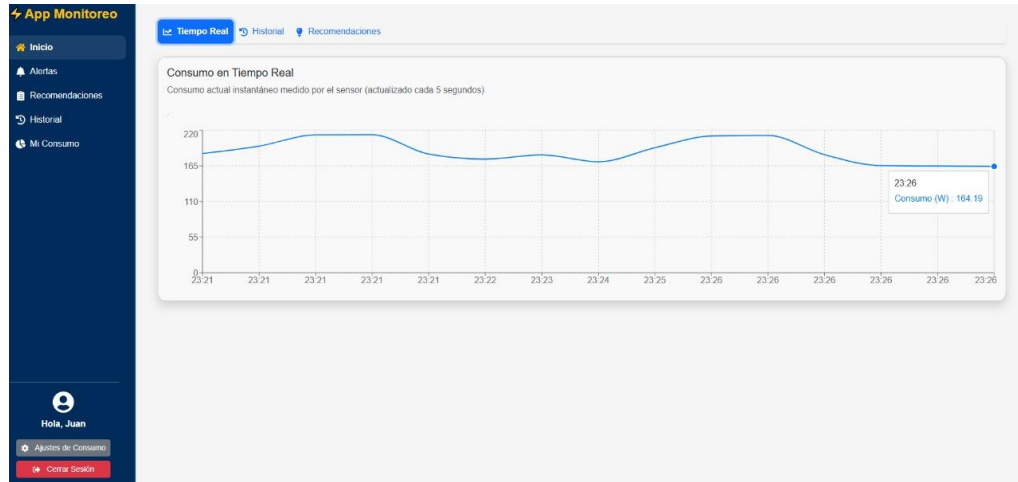 App Monitoreo
Inicio
Alertas
Recomendaciones
Historial
Mi Consumo
Hola, Juan
Ajustes de Consumo
Cerrar Sesión
Tiempo Real Historial Recomendaciones
Consumo en Tiempo Real
Consumo actual instantáneo medido por el sensor (actualizado cada 5 segundos)
220
165
110
55
0
23:26
Consumo (W) : 164.19
23:21 23:21 23:21 23:21 23:21 23:22 23:23 23:24 23:25 23:26 23:26 23:26 23:26 23:26 23:26